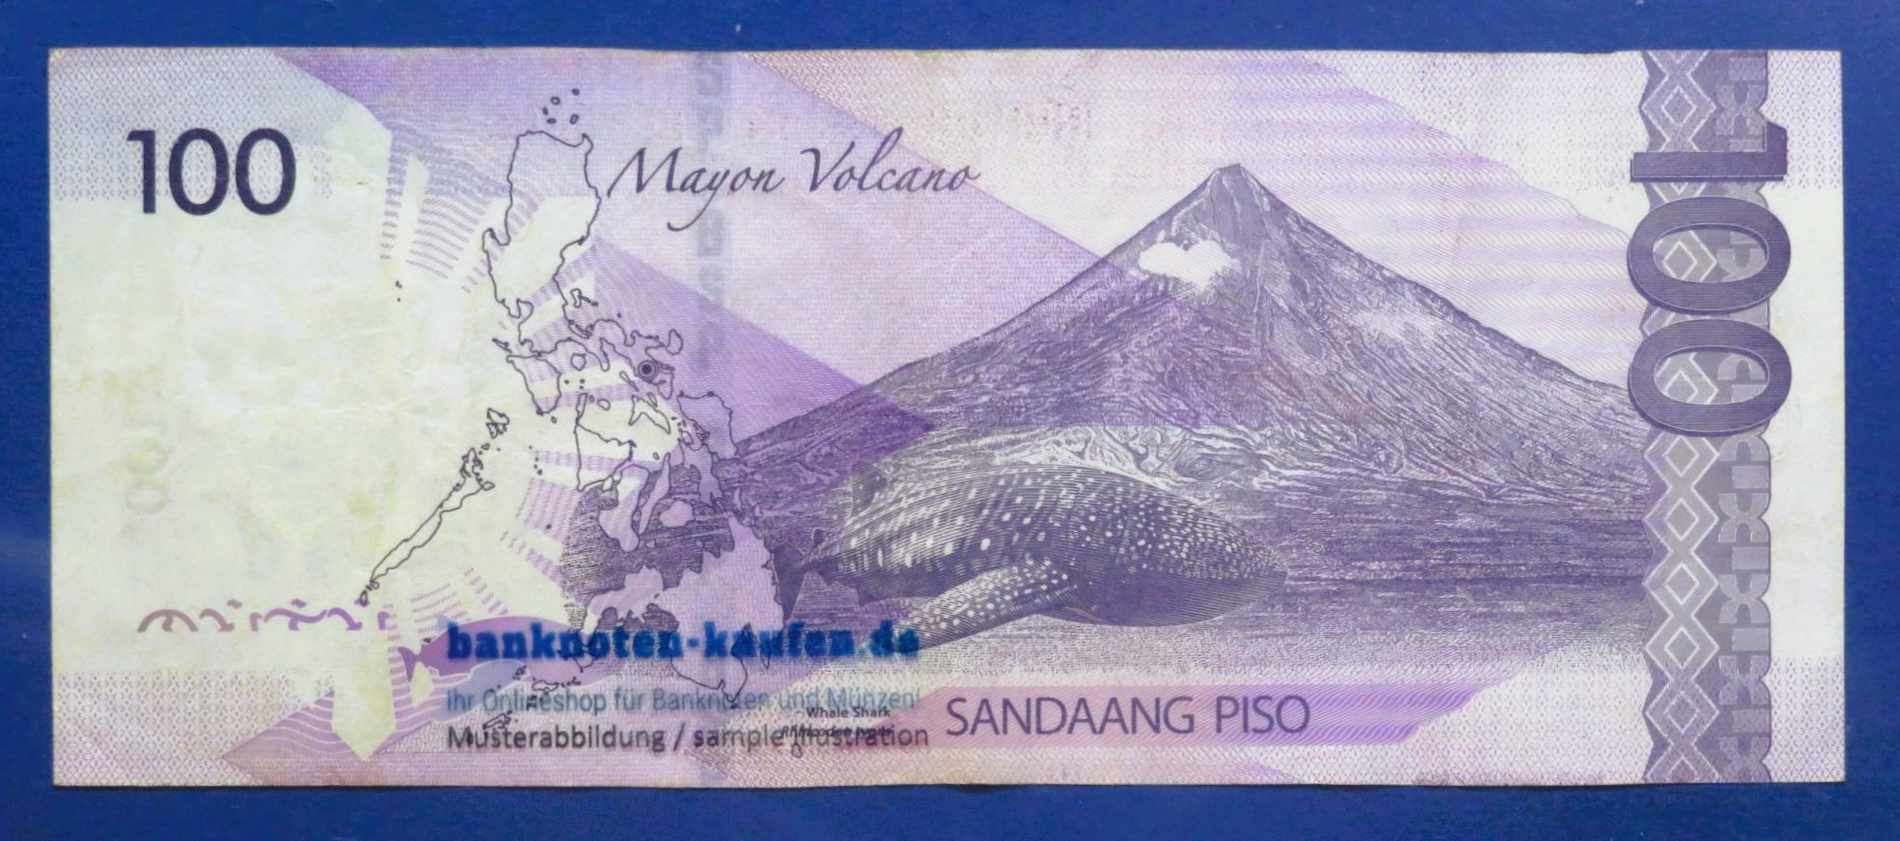 100
Mayon Volcano
100
banknoten-kaufen.de
Ihr Onlineshop für Banknoten und Münzen!
Whale Shark
Musterabbildung / sample illustration
SANDAANG PISO